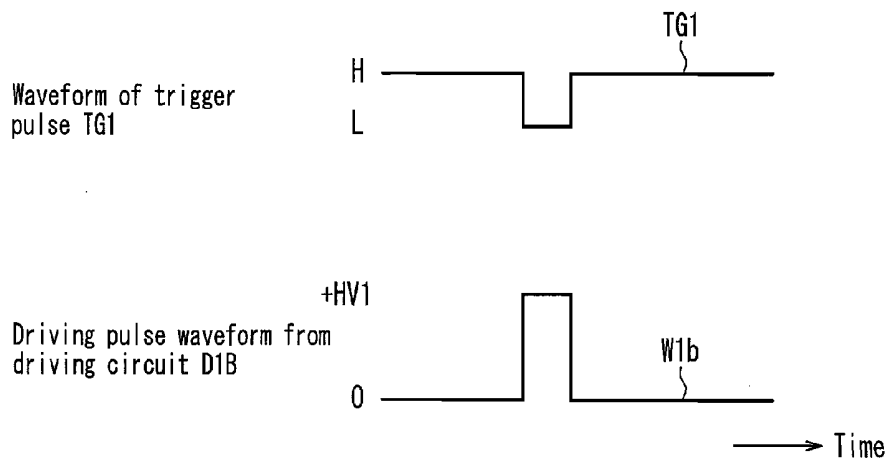 TG1
H
Waveform of trigger
pulse TG1
L
+HV1
Driving pulse waveform from
driving circuit D1B
W1b
0
Time